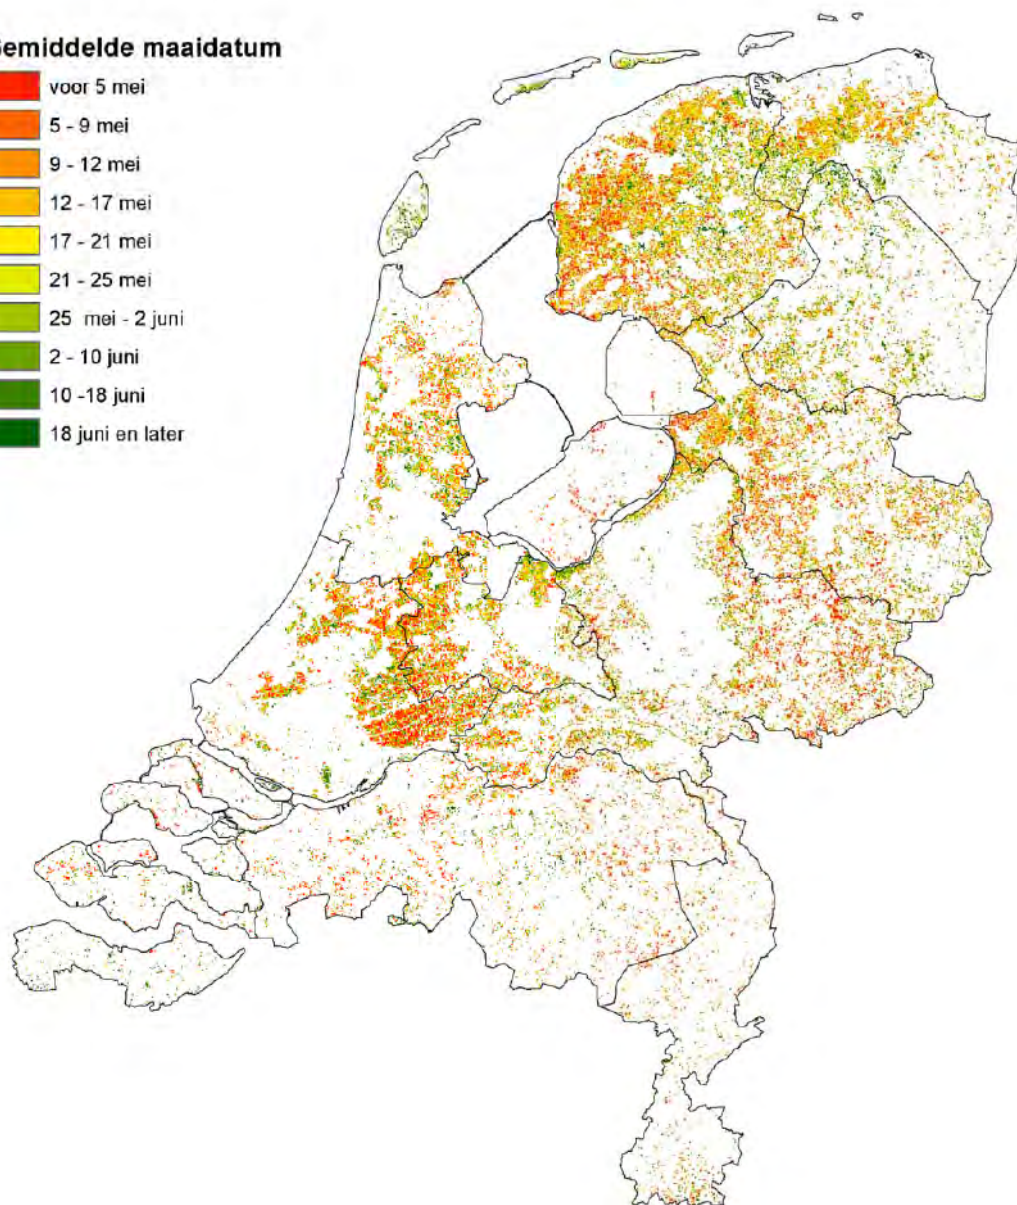 Gemiddelde maaidatum
voor 5 mei
5 - 9 mei
9 - 12 mei
12 - 17 mei
17 - 21 mei
21 - 25 mei
25 mei - 2 juni
2 - 10 juni
10 -18 juni
18 juni en later